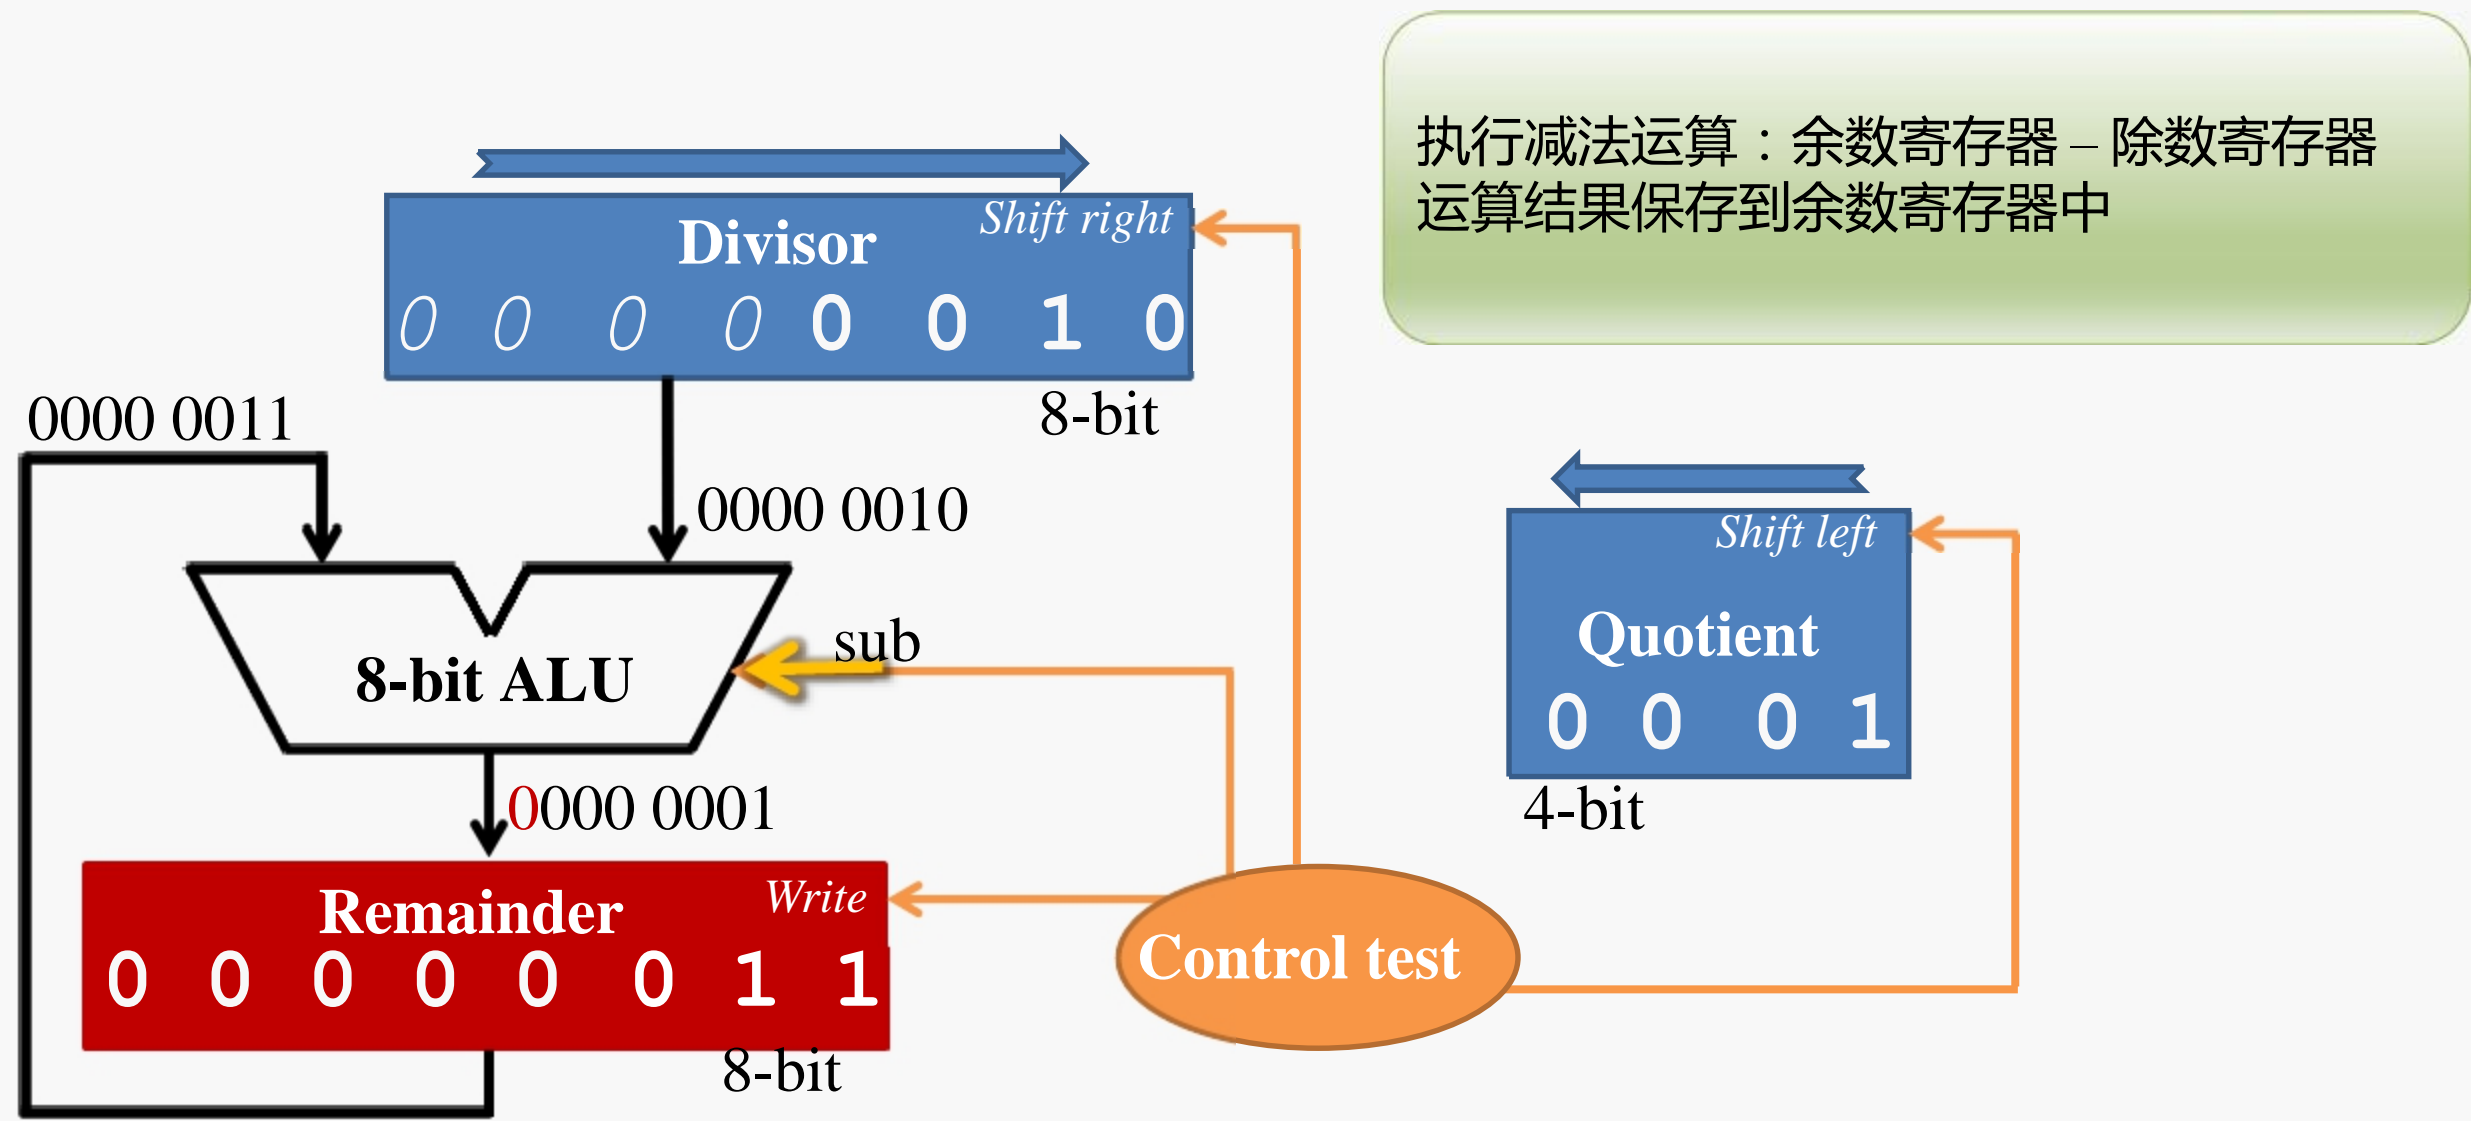 执行减法运算：余数寄存器 – 除数寄存器
运算结果保存到余数寄存器中
Shift right
Divisor
0 0 0 0 0 0 1 0
8-bit
0000 0011
0000 0010
Shift left
Quotient
0 0 0 1
4-bit
sub
8-bit ALU
0000 0001
Remainder
Write
0 0 0 0 0 0 1 1
8-bit
Control test